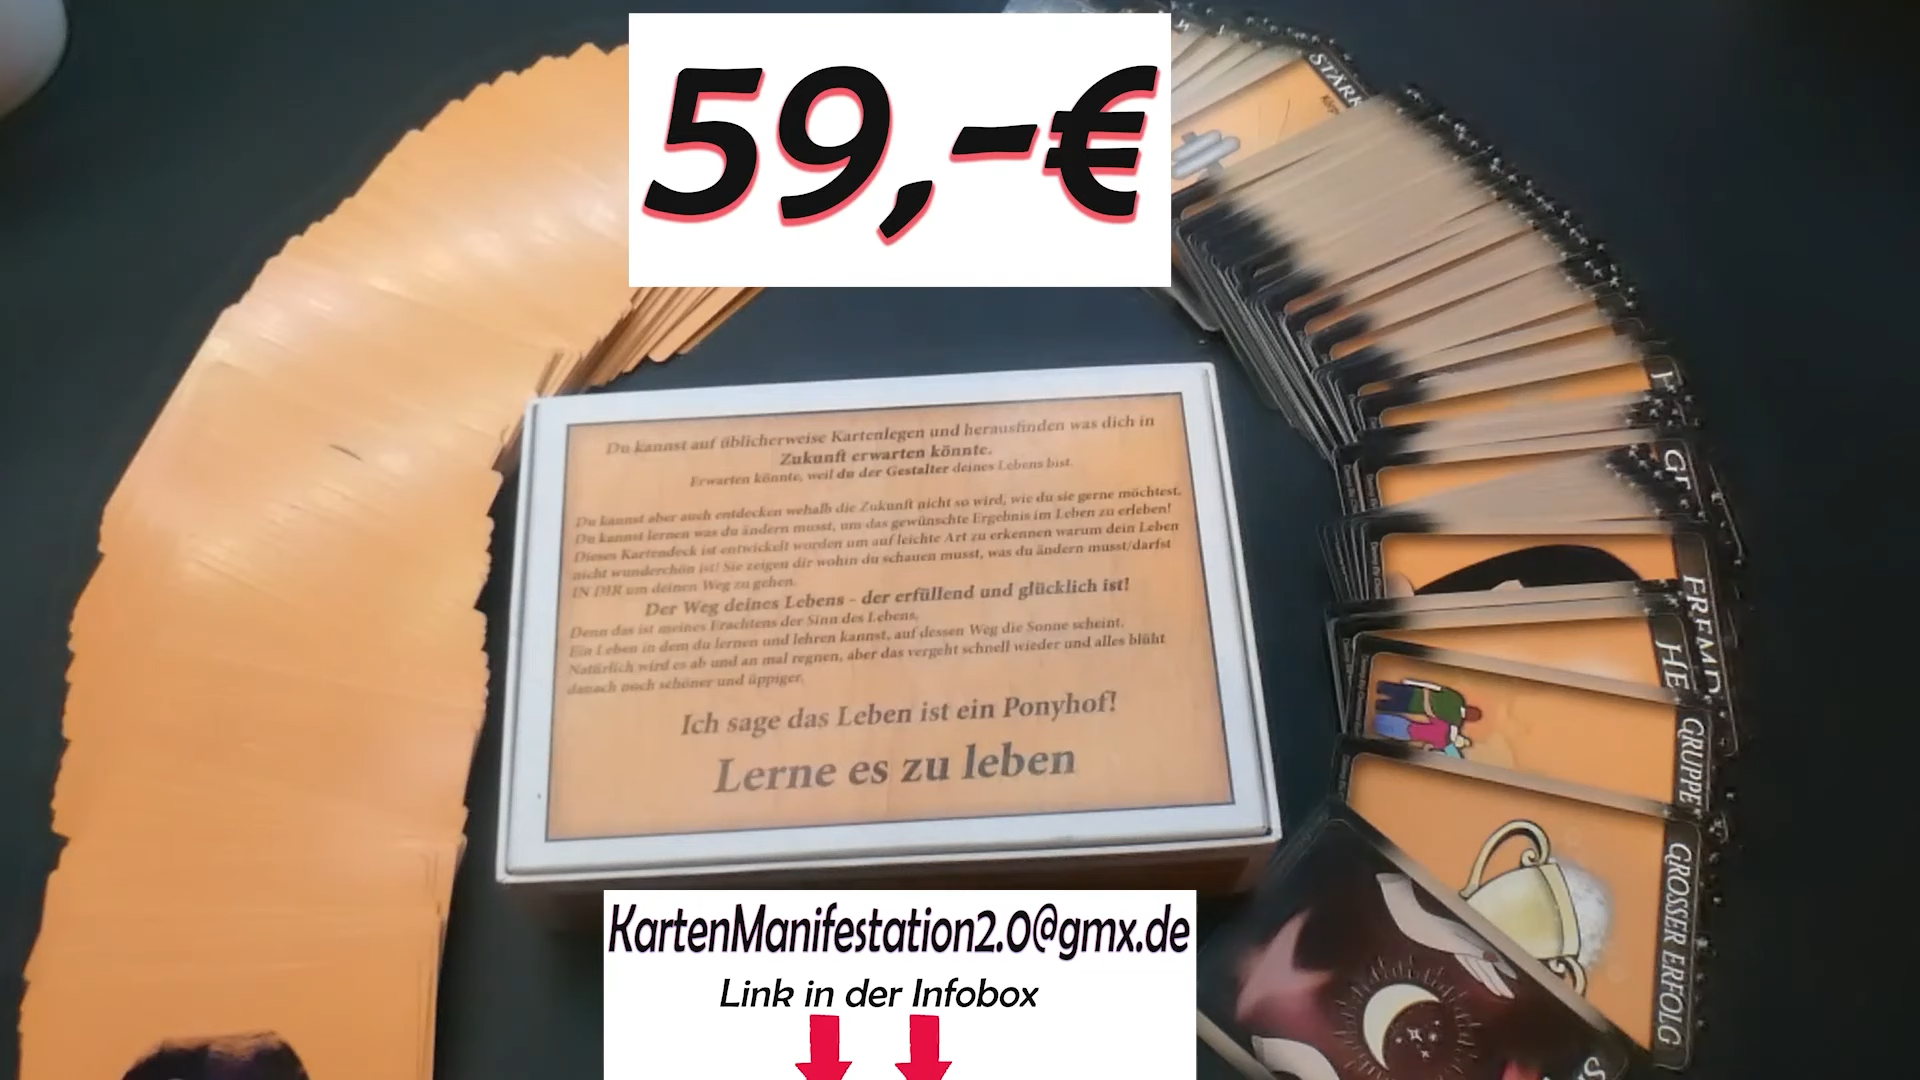 59,-€
STÄRK
Du kannst auf üblicherweise Kartenlegen und herausfinden was dich in
Zukunft erwarten könnte.
Erwarten könnte, weil du der Gestalter deines Lebens bist.
Du kannst aber auch entdecken wehalb die Zukunft nicht so wird, wie du sie gerne möchtest.
Du kannst lernen was du ändern musst, um das gewünschte Ergebnis im Leben zu erleben!
Dieses Kartendeck ist entwickelt worden um auf leichte Art zu erkennen warum dein Leben
nicht wunderchön ist! Sie zeigen dir wohin du schauen musst, was du ändern musst/darfst
IN DIR um deinen Weg zu gehen.
Der Weg deines Lebens - der erfüllend und glücklich ist!
Denn das ist meines Erachtens der Sinn des Lebens,
Ein Leben in dem du lernen und lehren kannst, auf dessen Weg die Sonne scheint.
Natürlich wird es ab und an mal regnen, aber das vergeht schnell wieder und alles blüht
danach noch schöner und üppiger.
Ich sage das Leben ist ein Ponyhof!
Lerne es zu leben
Gr
FREMD
HE
GRUPPE
GROSSER ERFOLG
KartenManifestation2.0@gmx.de
Link in der Infobox